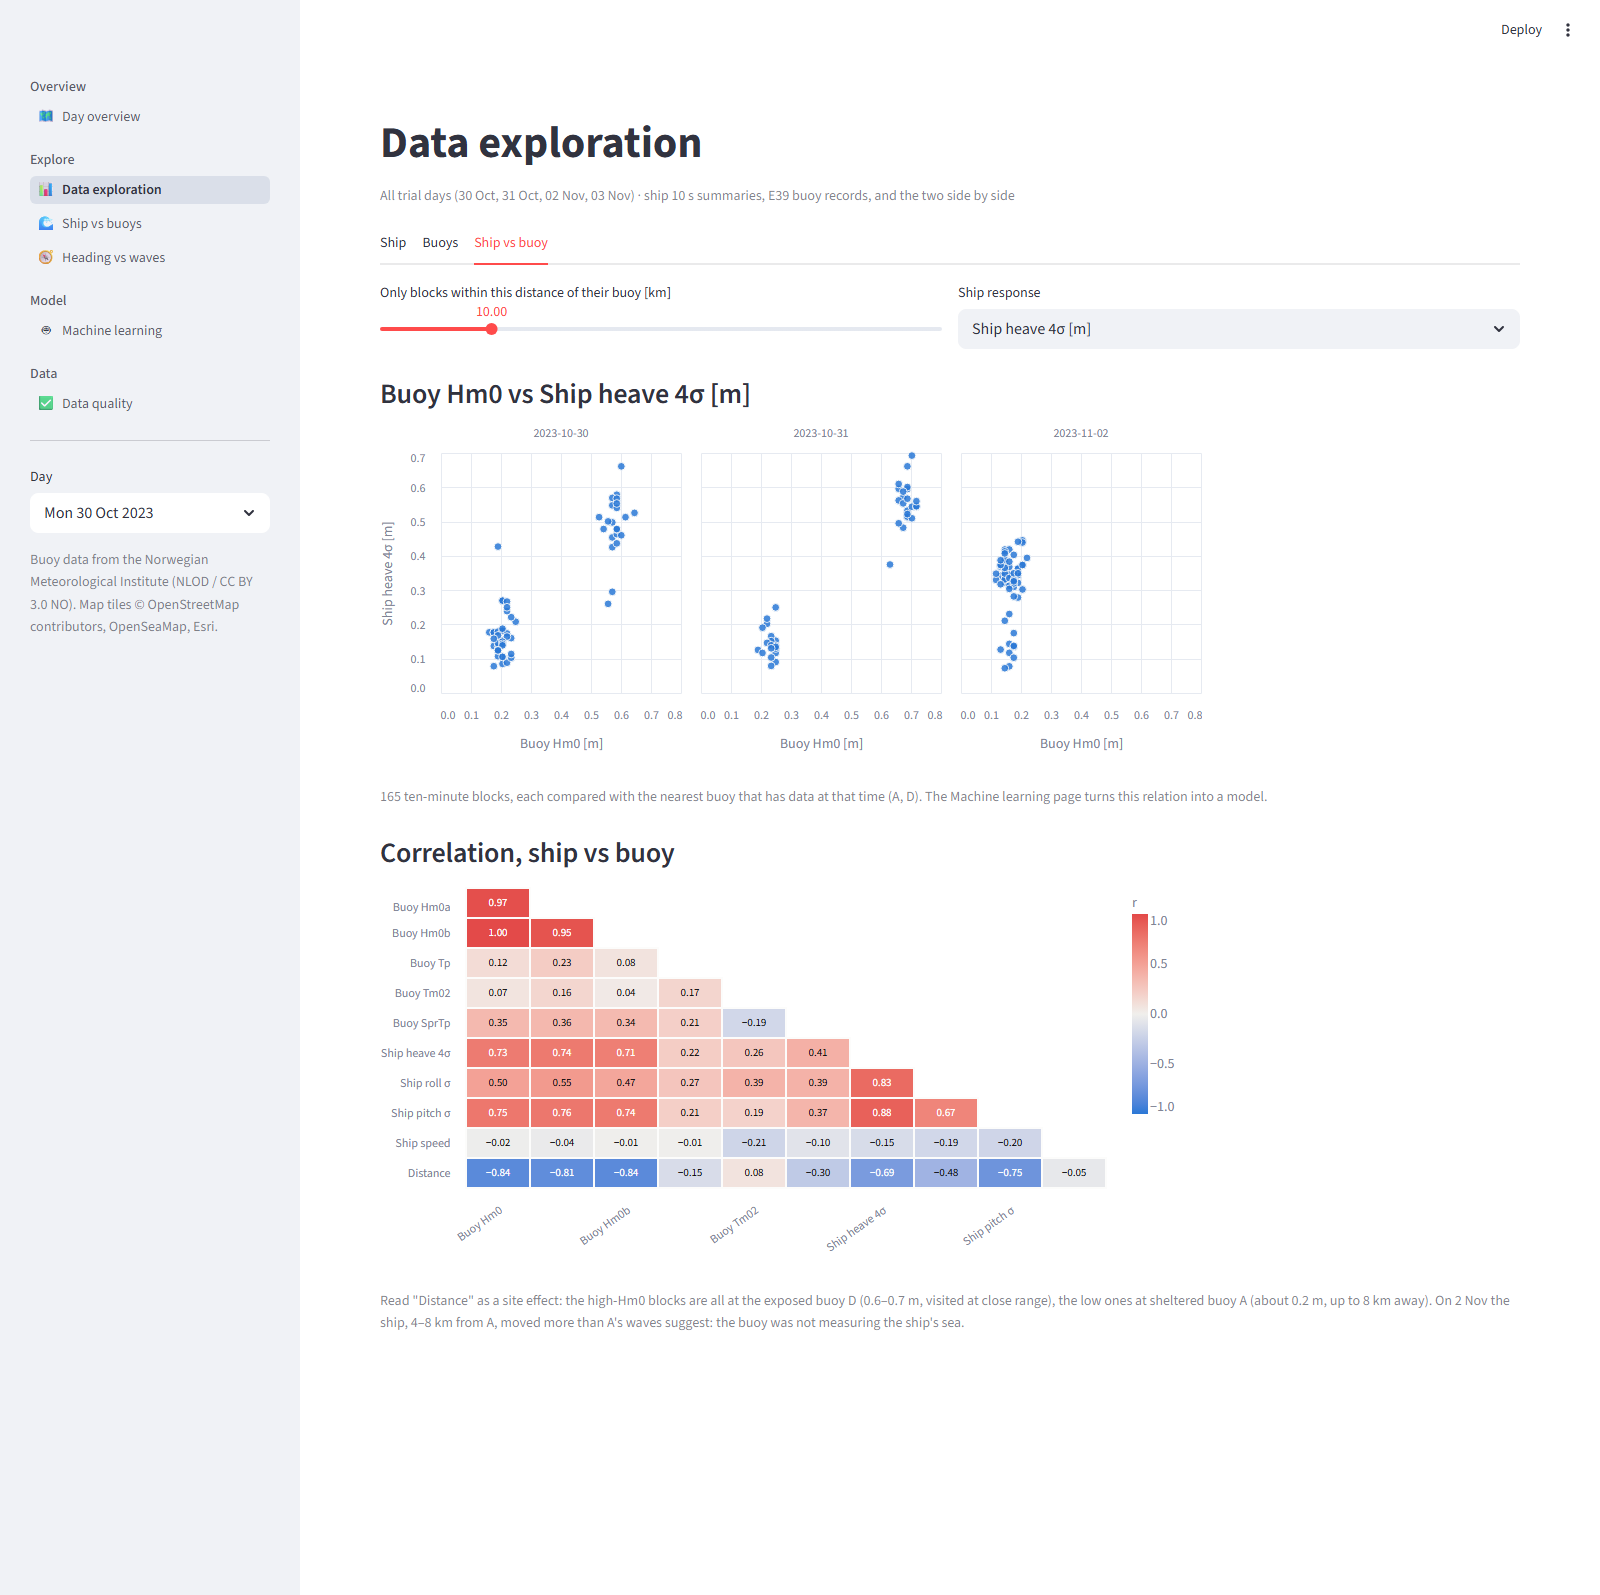 Deploy
Overview
Day overview
Explore
Data exploration
Ship vs buoys
Heading vs waves
Model
Machine learning
Data
Data quality
Day
Mon 30 Oct 2023
Buoy data from the Norwegian
Meteorological Institute (NLOD / CC BY
3.0 NO). Map tiles © OpenStreetMap
contributors, OpenSeaMap, Esri.
Data exploration
All trial days (30 Oct, 31 Oct, 02 Nov, 03 Nov) · ship 10 s summaries, E39 buoy records, and the two side by side
Ship Buoys Ship vs buoy
Only blocks within this distance of their buoy [km]
10.00
Ship response
Ship heave 4σ [m]
Buoy Hm0 vs Ship heave 4σ [m]
2023-10-30 2023-10-31 2023-11-02
Ship heave 4σ [m]
0.7
0.6
0.5
0.4
0.3
0.2
0.1
0.0
0.0 0.1 0.2 0.3 0.4 0.5 0.6 0.7 0.8 0.0 0.1 0.2 0.3 0.4 0.5 0.6 0.7 0.8 0.0 0.1 0.2 0.3 0.4 0.5 0.6 0.7 0.8
Buoy Hm0 [m] Buoy Hm0 [m] Buoy Hm0 [m]
165 ten-minute blocks, each compared with the nearest buoy that has data at that time (A, D). The Machine learning page turns this relation into a model.
Correlation, ship vs buoy
Buoy Hm0a 0.97
Buoy Hm0b 1.00 0.95
Buoy Tp 0.12 0.23 0.08
Buoy Tm02 0.07 0.16 0.04 0.17
Buoy SprTp 0.35 0.36 0.34 0.21 −0.19
Ship heave 4σ 0.73 0.74 0.71 0.22 0.26 0.41
Ship roll σ 0.50 0.55 0.47 0.27 0.39 0.39 0.83
Ship pitch σ 0.75 0.76 0.74 0.21 0.19 0.37 0.88 0.67
Ship speed −0.02 −0.04 −0.01 −0.01 −0.21 −0.10 −0.15 −0.19 −0.20
Distance −0.84 −0.81 −0.84 −0.15 0.08 −0.30 −0.69 −0.48 −0.75 −0.05
Buoy Hm0 Buoy Hm0b Buoy Tm02 Ship heave 4σ Ship pitch σ
r
1.0
0.5
0.0
−0.5
−1.0
Read "Distance" as a site effect: the high-Hm0 blocks are all at the exposed buoy D (0.6–0.7 m, visited at close range), the low ones at sheltered buoy A (about 0.2 m, up to 8 km away). On 2 Nov the
ship, 4–8 km from A, moved more than A's waves suggest: the buoy was not measuring the ship's sea.